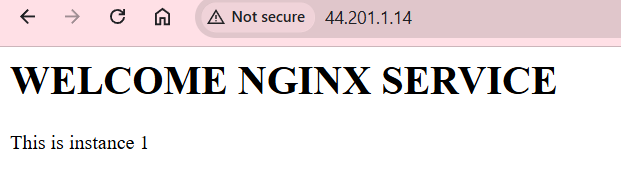 Not secure 44.201.1.14
WELCOME NGINX SERVICE
This is instance 1